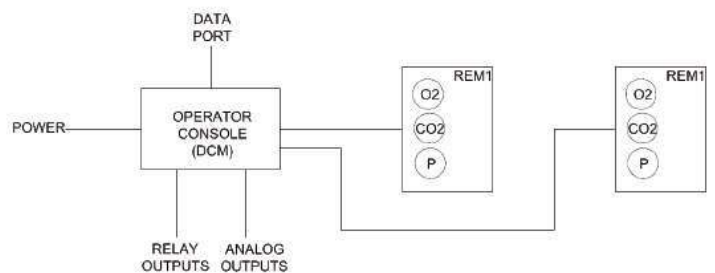 DATA
PORT
REM1
REM1
O2
O2
OPERATOR
CONSOLE
(DCM)
POWER
CO2
CO2
P
P
RELAY
OUTPUTS
ANALOG
OUTPUTS